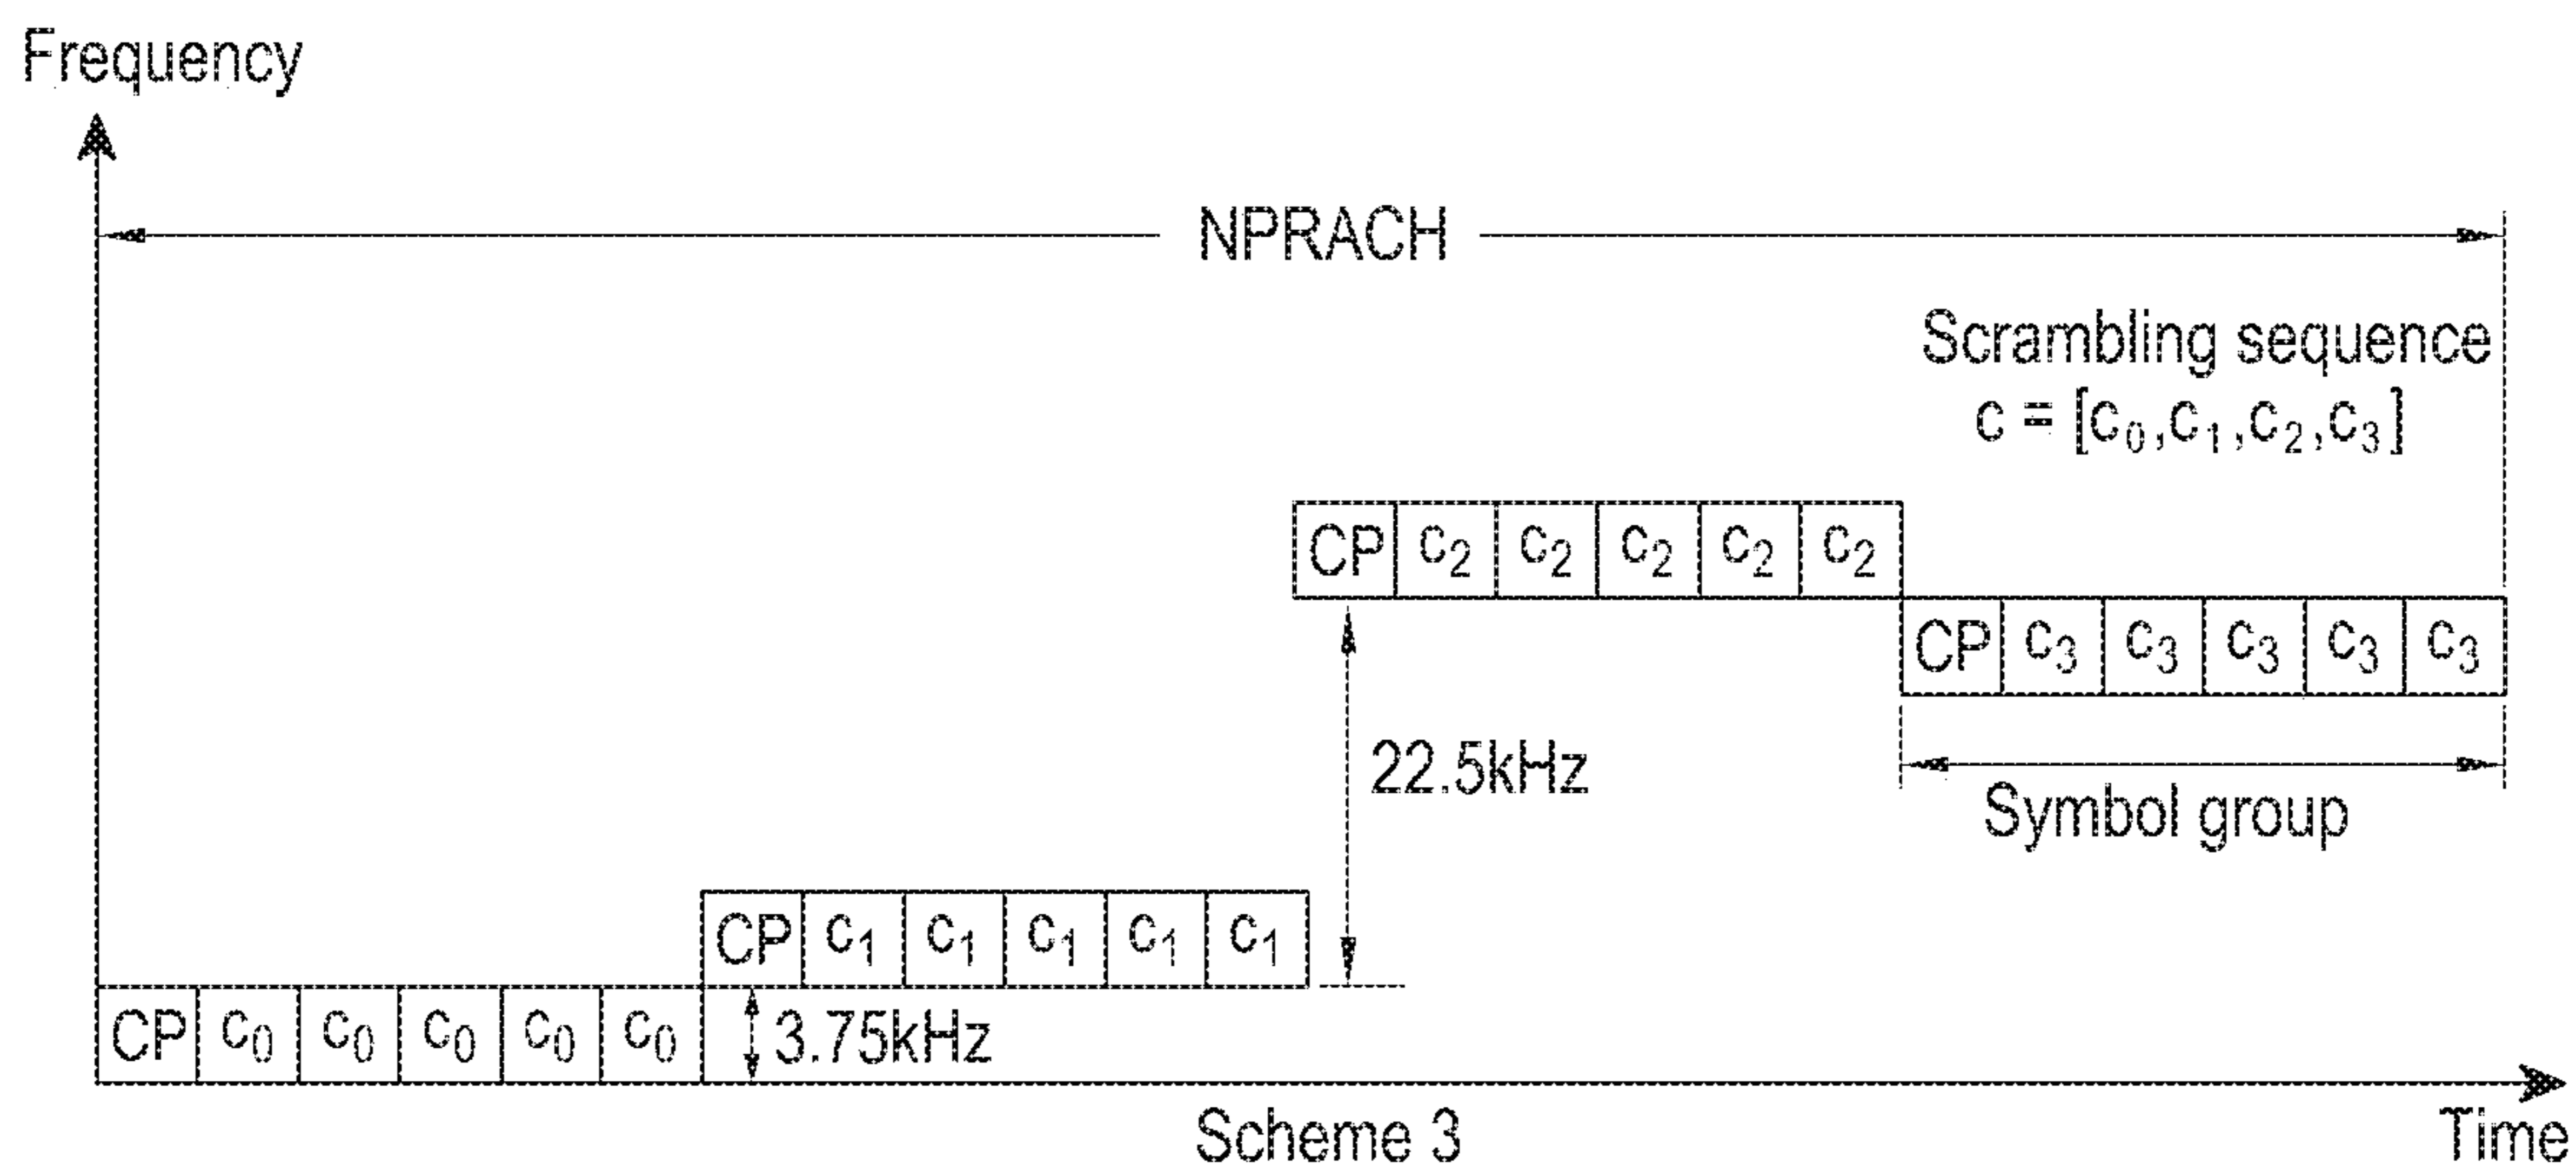 Frequency
NPRACH
Scrambling sequence
c = [c₀,c₁,c₂,c₃]
CP c₂ c₂ c₂ c₂ c₂
CP c₃ c₃ c₃ c₃ c₃
22.5kHz
Symbol group
CP c₁ c₁ c₁ c₁ c₁
CP c₀ c₀ c₀ c₀ c₀
3.75kHz
Scheme 3
Time